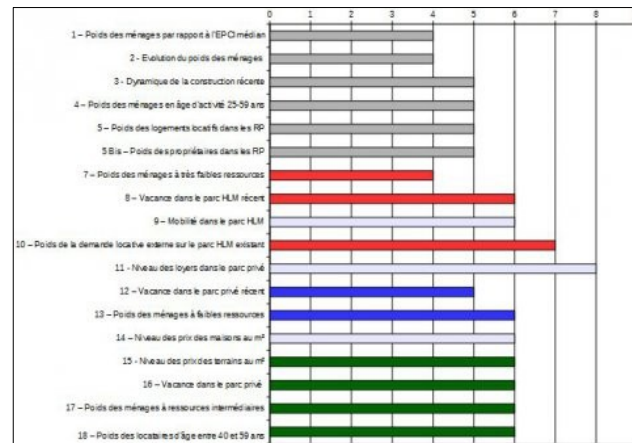 0 1 2 3 4 5 6 7 8
1 – Poids des ménages par rapport à l'EPCI médian
2 - Evolution du poids des ménages
3 - Dynamique de la construction récente
4 – Poids des ménages en âge d'activité 25-59 ans
5 – Poids des logements locatifs dans les RP
5 Bis – Poids des propriétaires dans les RP
7 – Poids des ménages à très faibles ressources
8 – Vacance dans le parc HLM récent
9 – Mobilité dans le parc HLM
10 – Poids de la demande locative externe sur le parc HLM existant
11 - Niveau des loyers dans le parc privé
12 – Vacance dans le parc privé récent
13 – Poids des ménages à faibles ressources
14 – Niveau des prix des maisons au m²
15 - Niveau des prix des terrains au m²
16 – Vacance dans le parc privé
17 – Poids des ménages à ressources intermédiaires
18 – Poids des locataires d'âge entre 40 et 59 ans